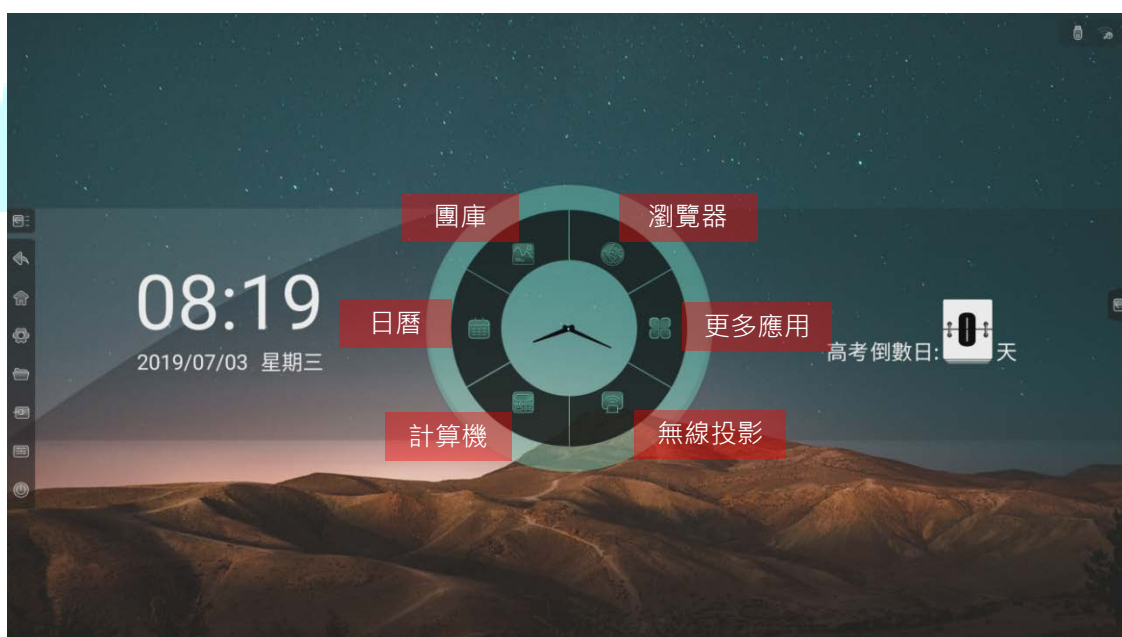 團庫
瀏覽器
08:19
2019/07/03 星期三
日曆
更多應用
高考倒數日:0天
計算機
無線投影